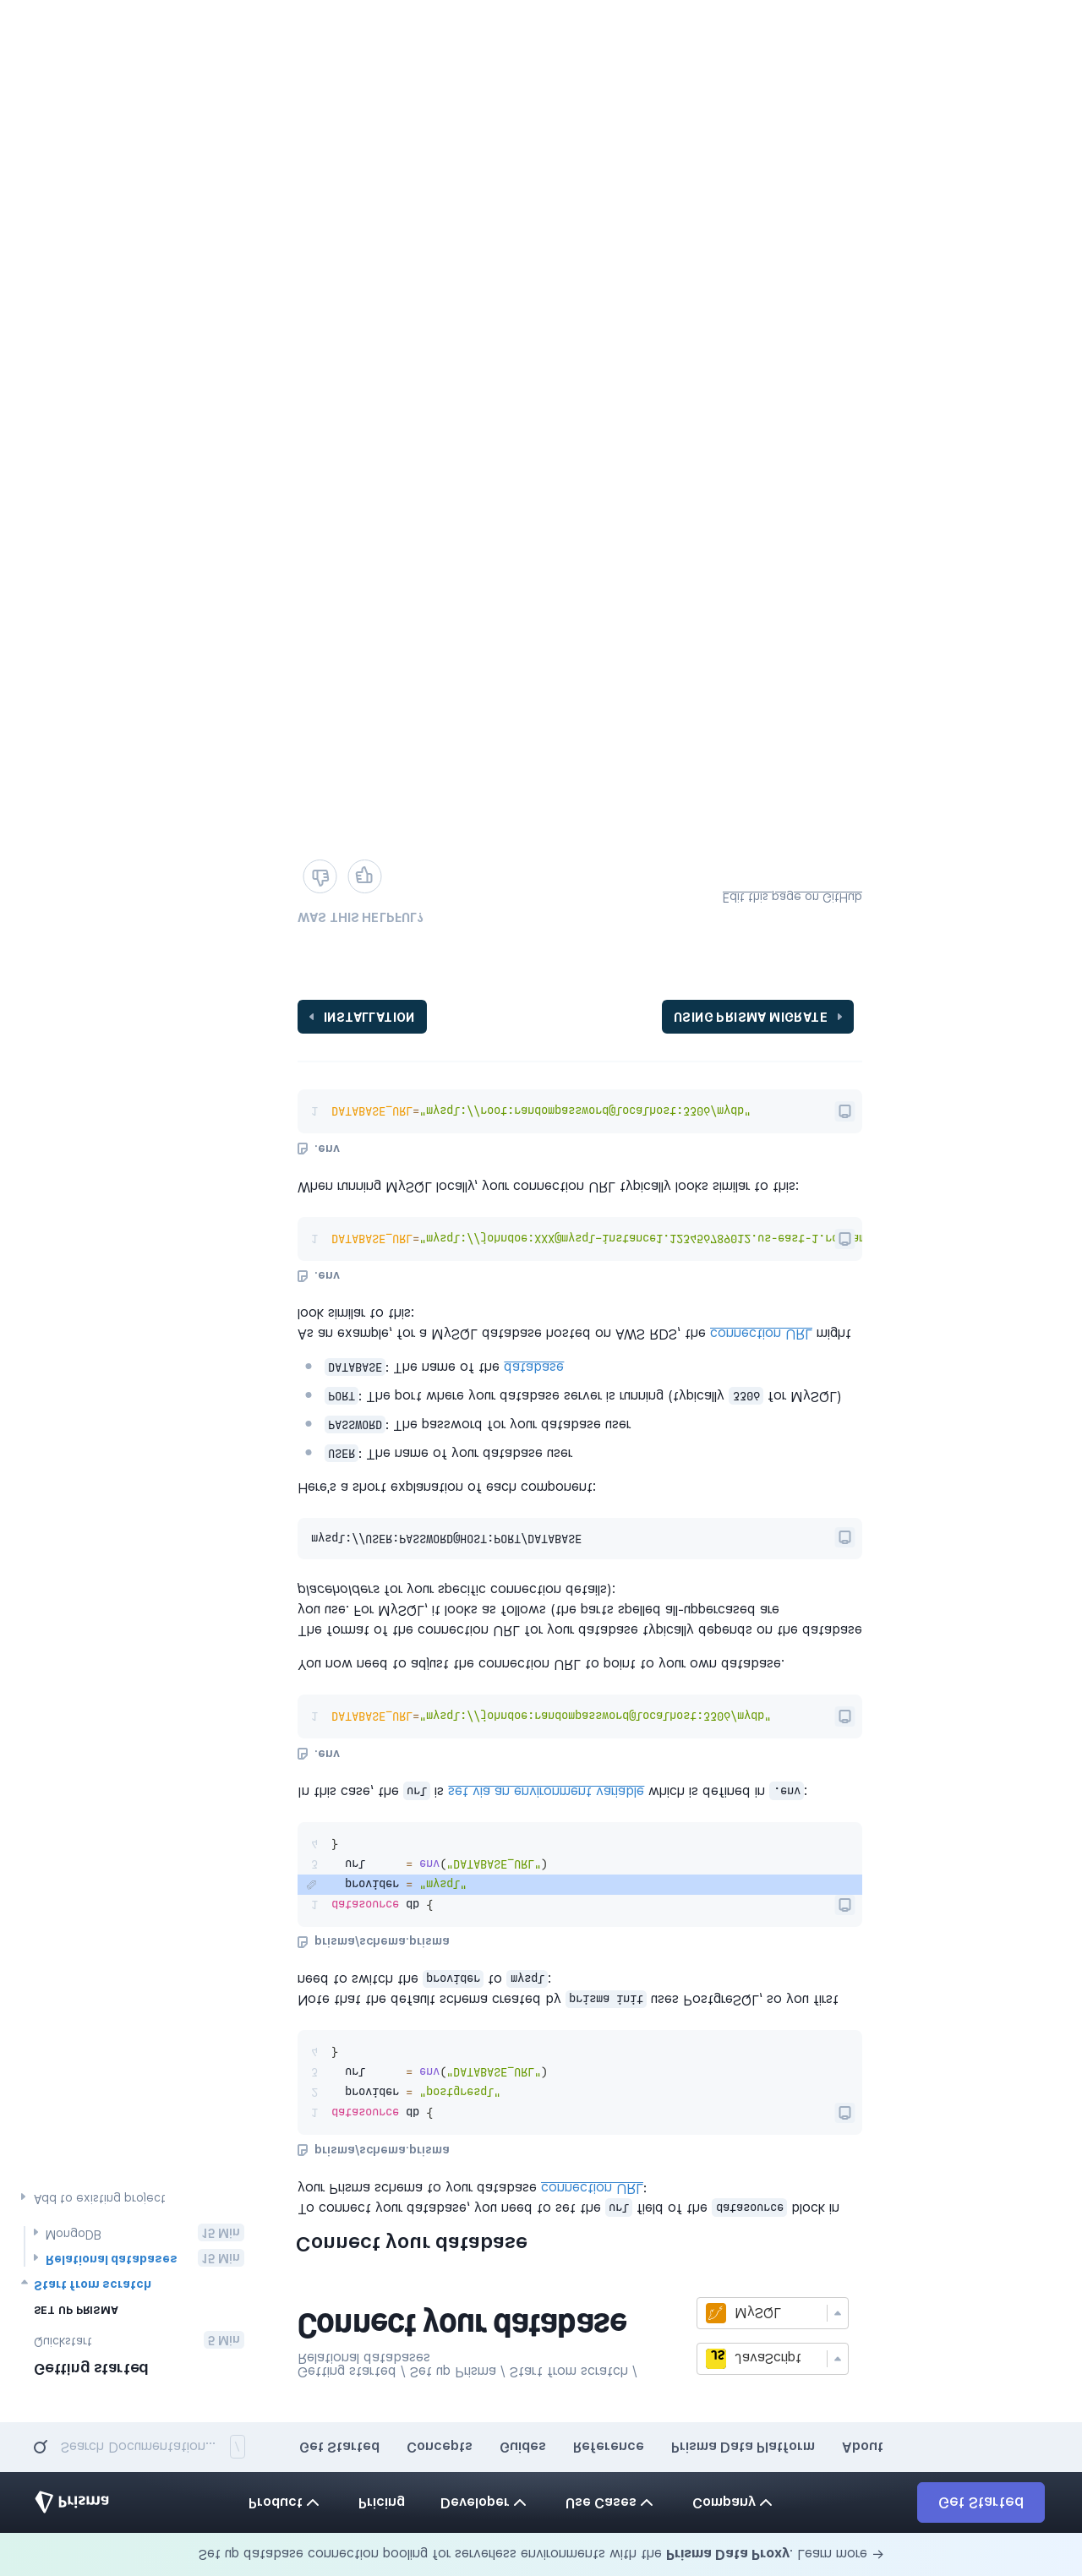 Set up database connection pooling for serverless environments with the Prisma Data Proxy. Learn more →
Prisma
Product
Pricing
Developer
Use Cases
Company
Get Started
Search Documentation...
/
Get Started
Concepts
Guides
Reference
Prisma Data Platform
About
Getting started
Quickstart
5 Min
SET UP PRISMA
Start from scratch
Relational databases
15 Min
MongoDB
15 Min
Add to existing project
Getting started / Set up Prisma / Start from scratch /
Relational databases
Connect your database
JS JavaScript
MySQL
Connect your database
To connect your database, you need to set the url field of the datasource block in
your Prisma schema to your database connection URL:
prisma/schema.prisma
1 datasource db {
2 provider = "postgresql"
3 url = env("DATABASE_URL")
4 }
Note that the default schema created by prisma init uses PostgreSQL, so you first
need to switch the provider to mysql:
prisma/schema.prisma
1 datasource db {
provider = "mysql"
3 url = env("DATABASE_URL")
4 }
In this case, the url is set via an environment variable which is defined in .env:
.env
1 DATABASE_URL="mysql://johndoe:randompassword@localhost:3306/mydb"
You now need to adjust the connection URL to point to your own database.
The format of the connection URL for your database typically depends on the database
you use. For MySQL, it looks as follows (the parts spelled all-uppercased are
placeholders for your specific connection details):
mysql://USER:PASSWORD@HOST:PORT/DATABASE
Here's a short explanation of each component:
USER: The name of your database user
PASSWORD: The password for your database user
PORT: The port where your database server is running (typically 3306 for MySQL)
DATABASE: The name of the database
As an example, for a MySQL database hosted on AWS RDS, the connection URL might
look similar to this:
.env
1 DATABASE_URL="mysql://johndoe:XXX@mysql–instance1.123456789012.us-east-1.
When running MySQL locally, your connection URL typically looks similar to this:
.env
1 DATABASE_URL="mysql://root:randompassword@localhost:3306/mydb"
INSTALLATION
USING PRISMA MIGRATE
WAS THIS HELPFUL?
Edit this page on GitHub